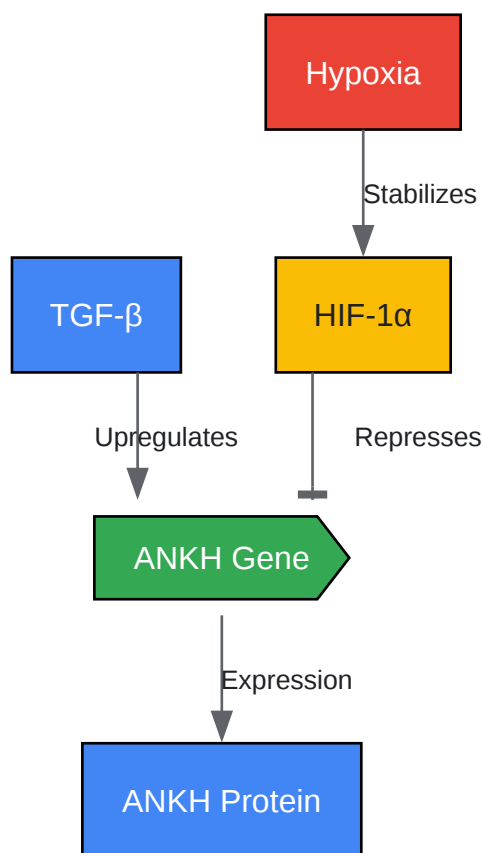 Hypoxia
Stabilizes
TGF-β
HIF-1α
Upregulates
Represses
ANKH Gene
Expression
ANKH Protein